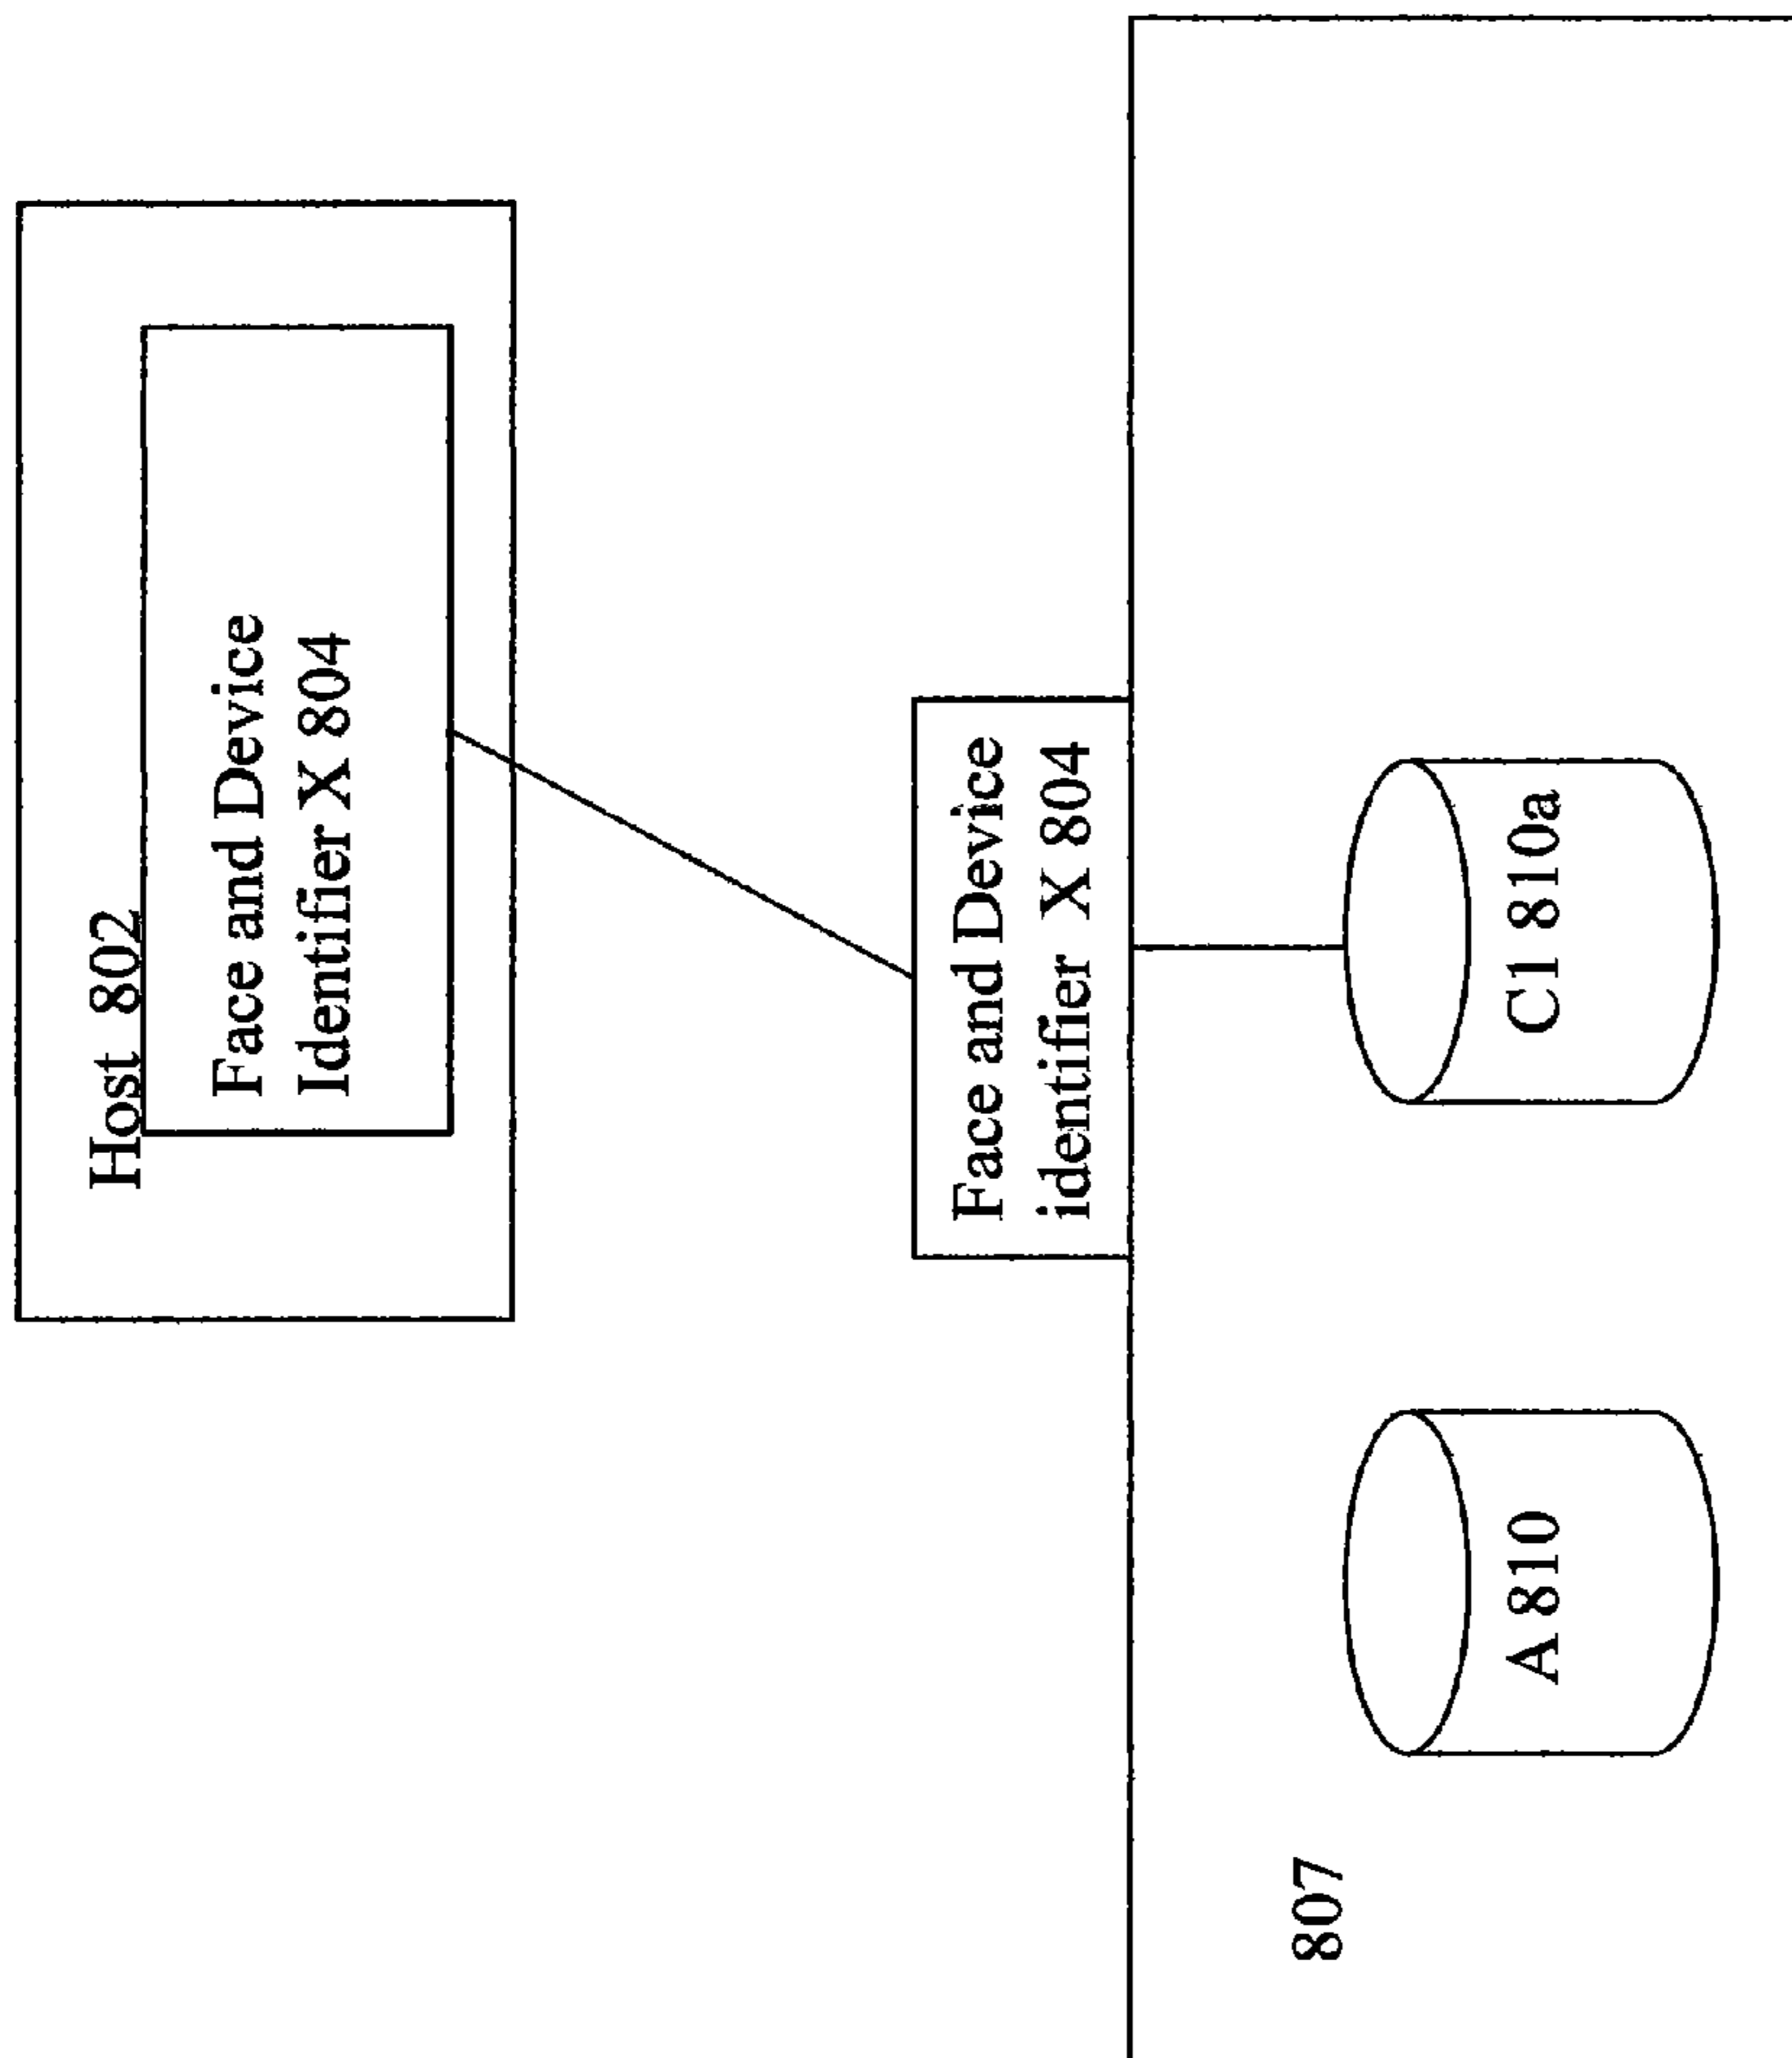 Host 802
Face and Device
Identifier X 804
Face and Device
identifier X 804
807
A 810
C1 810a